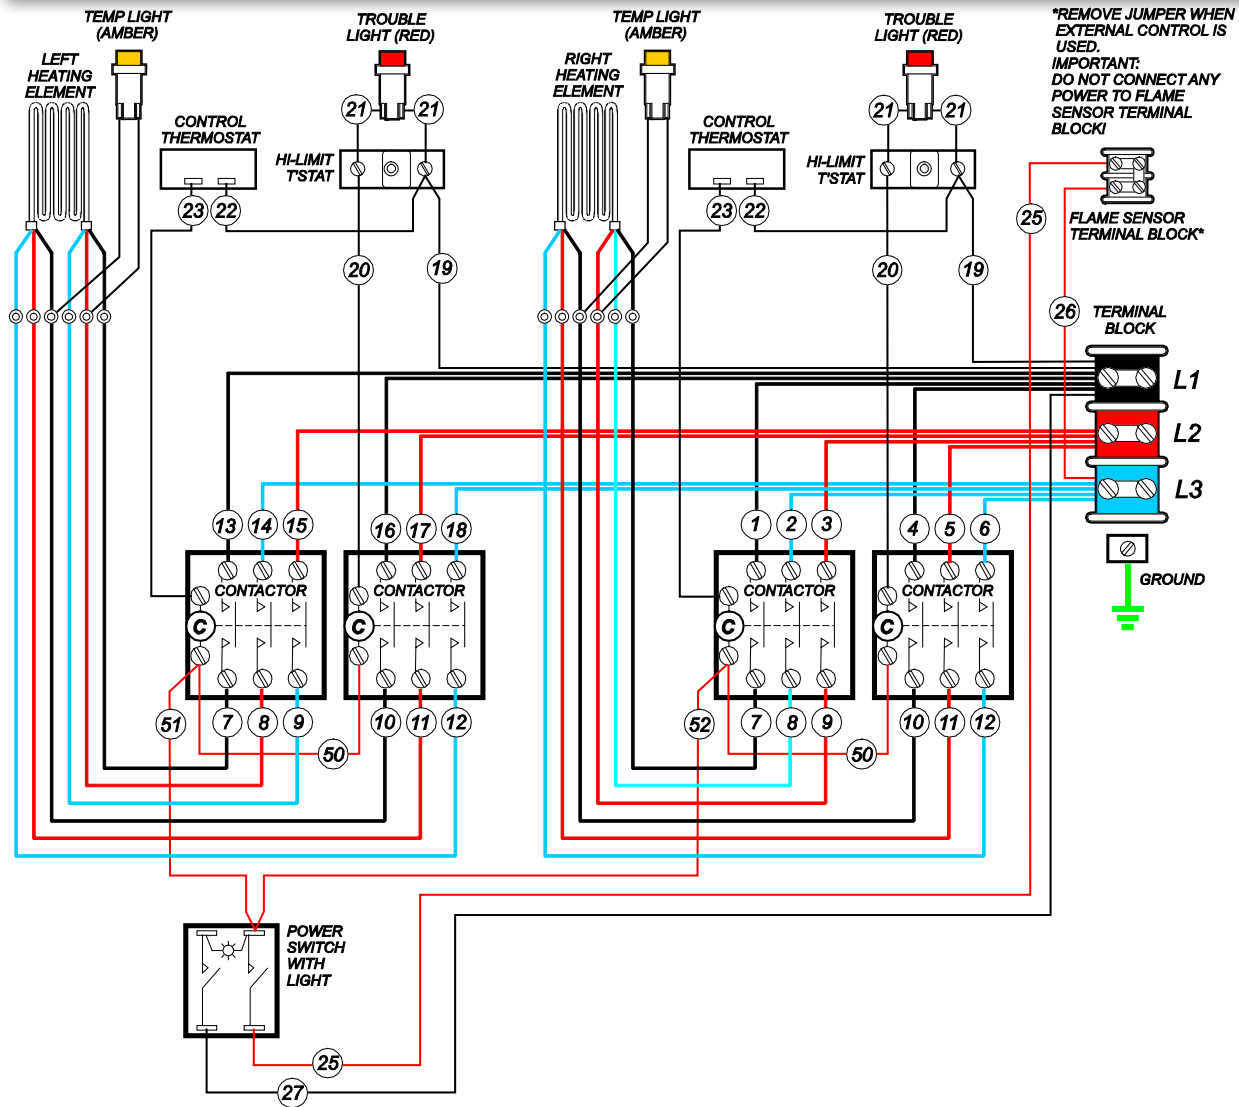 TEMP LIGHT
(AMBER)
TROUBLE
LIGHT (RED)
TEMP LIGHT
(AMBER)
TROUBLE
LIGHT (RED)
*REMOVE JUMPER WHEN
EXTERNAL CONTROL IS
USED.
IMPORTANT:
DO NOT CONNECT ANY
POWER TO FLAME
SENSOR TERMINAL
BLOCK!
LEFT
HEATING
ELEMENT
RIGHT
HEATING
ELEMENT
21 21 21 21
CONTROL
THERMOSTAT
HI-LIMIT
T'STAT
CONTROL
THERMOSTAT
HI-LIMIT
T'STAT
23 22 23 22
25
FLAME SENSOR
TERMINAL BLOCK*
20 19 20 19
26
TERMINAL
BLOCK
L1
L2
L3
13 14 15 16 17 18 1 2 3 4 5 6
GROUND
CONTACTOR CONTACTOR CONTACTOR CONTACTOR
C C C C
51 7 8 9 10 11 12 52 7 8 9 10 11 12
50 50
POWER
SWITCH
WITH
LIGHT
25
27